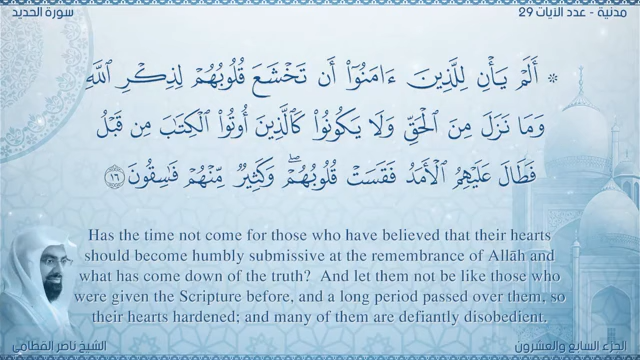 مدنية - عدد الآيات 29
سورة الحديد
۞ أَلَمْ يَأْنِ لِلَّذِينَ ءَامَنُوٓا۟ أَن تَخْشَعَ قُلُوبُهُمْ لِذِكْرِ ٱللَّهِ
وَمَا نَزَلَ مِنَ ٱلْحَقِّ وَلَا يَكُونُوا۟ كَٱلَّذِينَ أُوتُوا۟ ٱلْكِتَٰبَ مِن قَبْلُ
فَطَالَ عَلَيْهِمُ ٱلْأَمَدُ فَقَسَتْ قُلُوبُهُمْ ۖ وَكَثِيرٌ مِّنْهُمْ فَٰسِقُونَ ١٦
Has the time not come for those who have believed that their hearts
should become humbly submissive at the remembrance of Allāh and
what has come down of the truth? And let them not be like those who
were given the Scripture before, and a long period passed over them, so
their hearts hardened; and many of them are defiantly disobedient.
الجزء السابع والعشرون
الشيخ ناصر القطامي